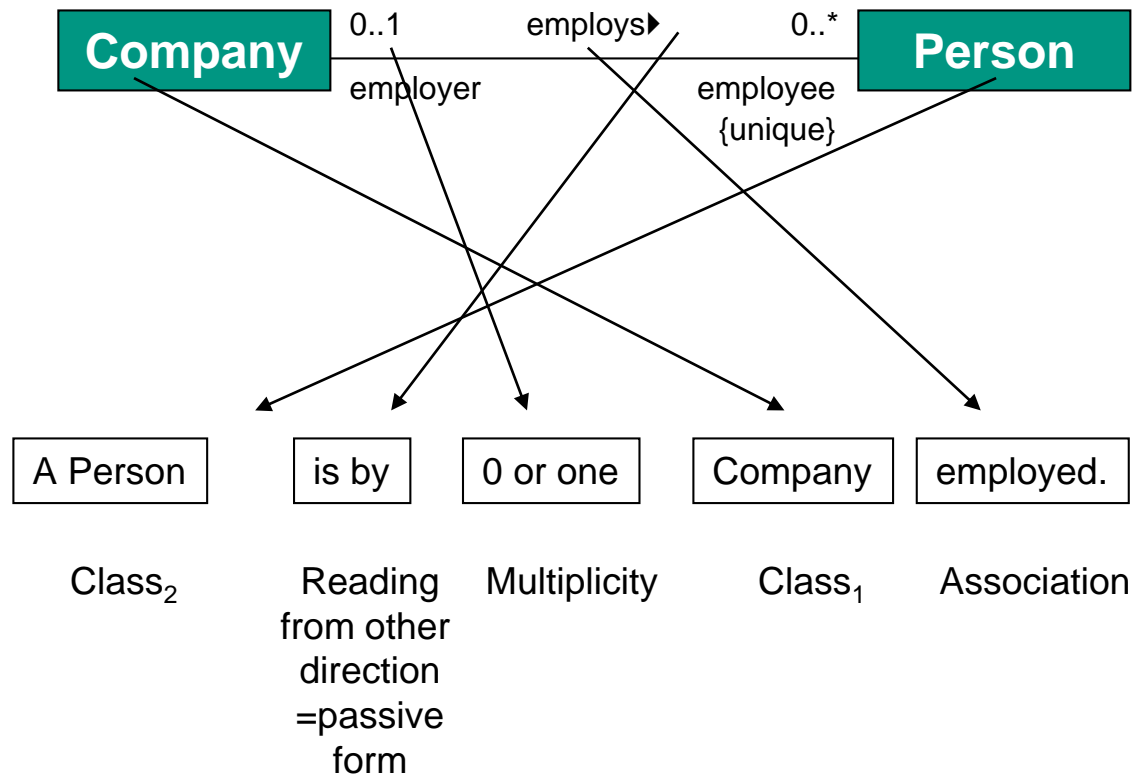 Company 0..1 employs▶ 0..* Person
employer employee
{unique}
A Person is by 0 or one Company employed.
Class₂ Reading Multiplicity Class₁ Association
from other
direction
=passive
form